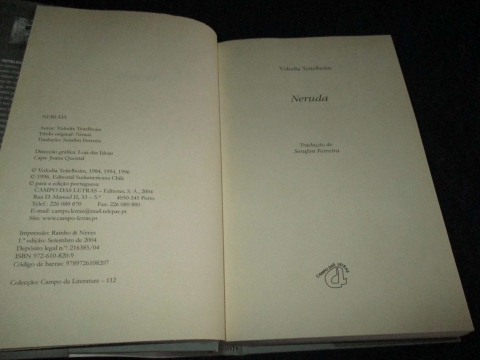 NERUDA
Autor: Volodia Teitelboim
Título original: Neruda
Tradução: Serafim Ferreira
Direcção gráfica: Loja das Ideias
Capa: Joana Quental
© Volodia Teitelboim, 1984, 1994, 1996
© 1996, Editorial Sudamericana Chile
© para a edição portuguesa:
CAMPO DAS LETRAS – Editores, S. A., 2004
Rua D. Manuel II, 33 – 5.º 4050-345 Porto
Telef.: 226 080 870 Fax: 226 080 880
E-mail: campo.letras@mail.telepac.pt
Site: www.campo-letras.pt
Impressão: Rainho & Neves
1.ª edição: Setembro de 2004
Depósito legal n.º: 216385/04
ISBN 972-610-820-9
Código de barras: 9789726108207
Colecção: Campo da Literatura – 112
Volodia Teitelboim
Neruda
Tradução de
Serafim Ferreira
CAMPO DAS LETRAS